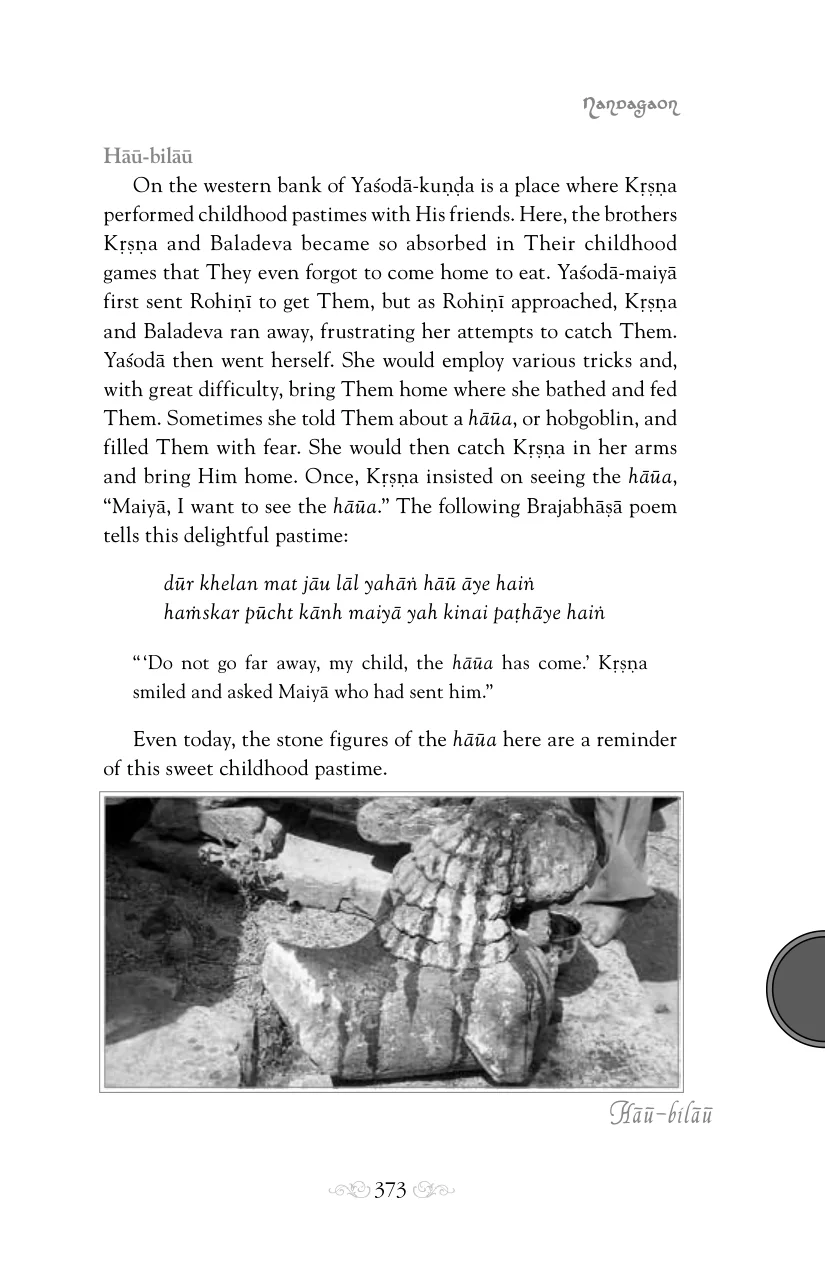 Nandagaon
Hāū-bilāū
On the western bank of Yaśodā-kuṇḍa is a place where Kṛṣṇa
performed childhood pastimes with His friends. Here, the brothers
Kṛṣṇa and Baladeva became so absorbed in Their childhood
games that They even forgot to come home to eat. Yaśodā-maiyā
first sent Rohiṇī to get Them, but as Rohiṇī approached, Kṛṣṇa
and Baladeva ran away, frustrating her attempts to catch Them.
Yaśodā then went herself. She would employ various tricks and,
with great difficulty, bring Them home where she bathed and fed
Them. Sometimes she told Them about a hāūa, or hobgoblin, and
filled Them with fear. She would then catch Kṛṣṇa in her arms
and bring Him home. Once, Kṛṣṇa insisted on seeing the hāūa,
“Maiyā, I want to see the hāūa.” The following Brajabhāṣā poem
tells this delightful pastime:
dūr khelan mat jāu lāl yahāṅ hāū āye haiṅ
haṁskar pūcht kānh maiyā yah kinai paṭhāye haiṅ
“ ‘Do not go far away, my child, the hāūa has come.’ Kṛṣṇa
smiled and asked Maiyā who had sent him.”
Even today, the stone figures of the hāūa here are a reminder
of this sweet childhood pastime.
Hāū-bilāū
373